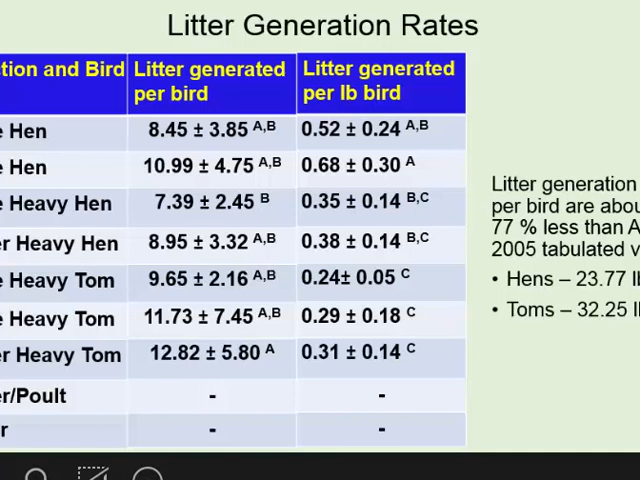 Litter Generation Rates
tion and Bird Litter generated per bird Litter generated per lb bird
e Hen 8.45 ± 3.85 A,B 0.52 ± 0.24 A,B
e Hen 10.99 ± 4.75 A,B 0.68 ± 0.30 A
e Heavy Hen 7.39 ± 2.45 B 0.35 ± 0.14 B,C
er Heavy Hen 8.95 ± 3.32 A,B 0.38 ± 0.14 B,C
e Heavy Tom 9.65 ± 2.16 A,B 0.24± 0.05 C
e Heavy Tom 11.73 ± 7.45 A,B 0.29 ± 0.18 C
er Heavy Tom 12.82 ± 5.80 A 0.31 ± 0.14 C
er/Poult - -
r - -
Litter generation
per bird are abou
77 % less than A
2005 tabulated v
• Hens – 23.77 lb
• Toms – 32.25 l